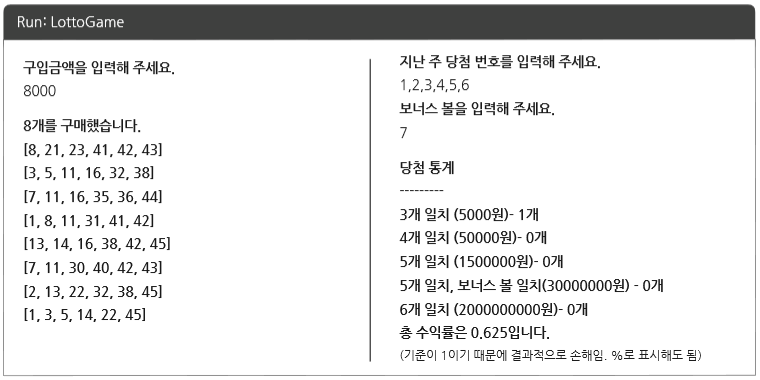 Run: LottoGame
구입금액을 입력해 주세요.
8000
8개를 구매했습니다.
[8, 21, 23, 41, 42, 43]
[3, 5, 11, 16, 32, 38]
[7, 11, 16, 35, 36, 44]
[1, 8, 11, 31, 41, 42]
[13, 14, 16, 38, 42, 45]
[7, 11, 30, 40, 42, 43]
[2, 13, 22, 32, 38, 45]
[1, 3, 5, 14, 22, 45]
지난 주 당첨 번호를 입력해 주세요.
1,2,3,4,5,6
보너스 볼을 입력해 주세요.
7
당첨 통계
---------
3개 일치 (5000원)- 1개
4개 일치 (50000원)- 0개
5개 일치 (1500000원)- 0개
5개 일치, 보너스 볼 일치(30000000원) - 0개
6개 일치 (2000000000원)- 0개
총 수익률은 0.625입니다.
(기준이 1이기 때문에 결과적으로 손해임. %로 표시해도 됨)